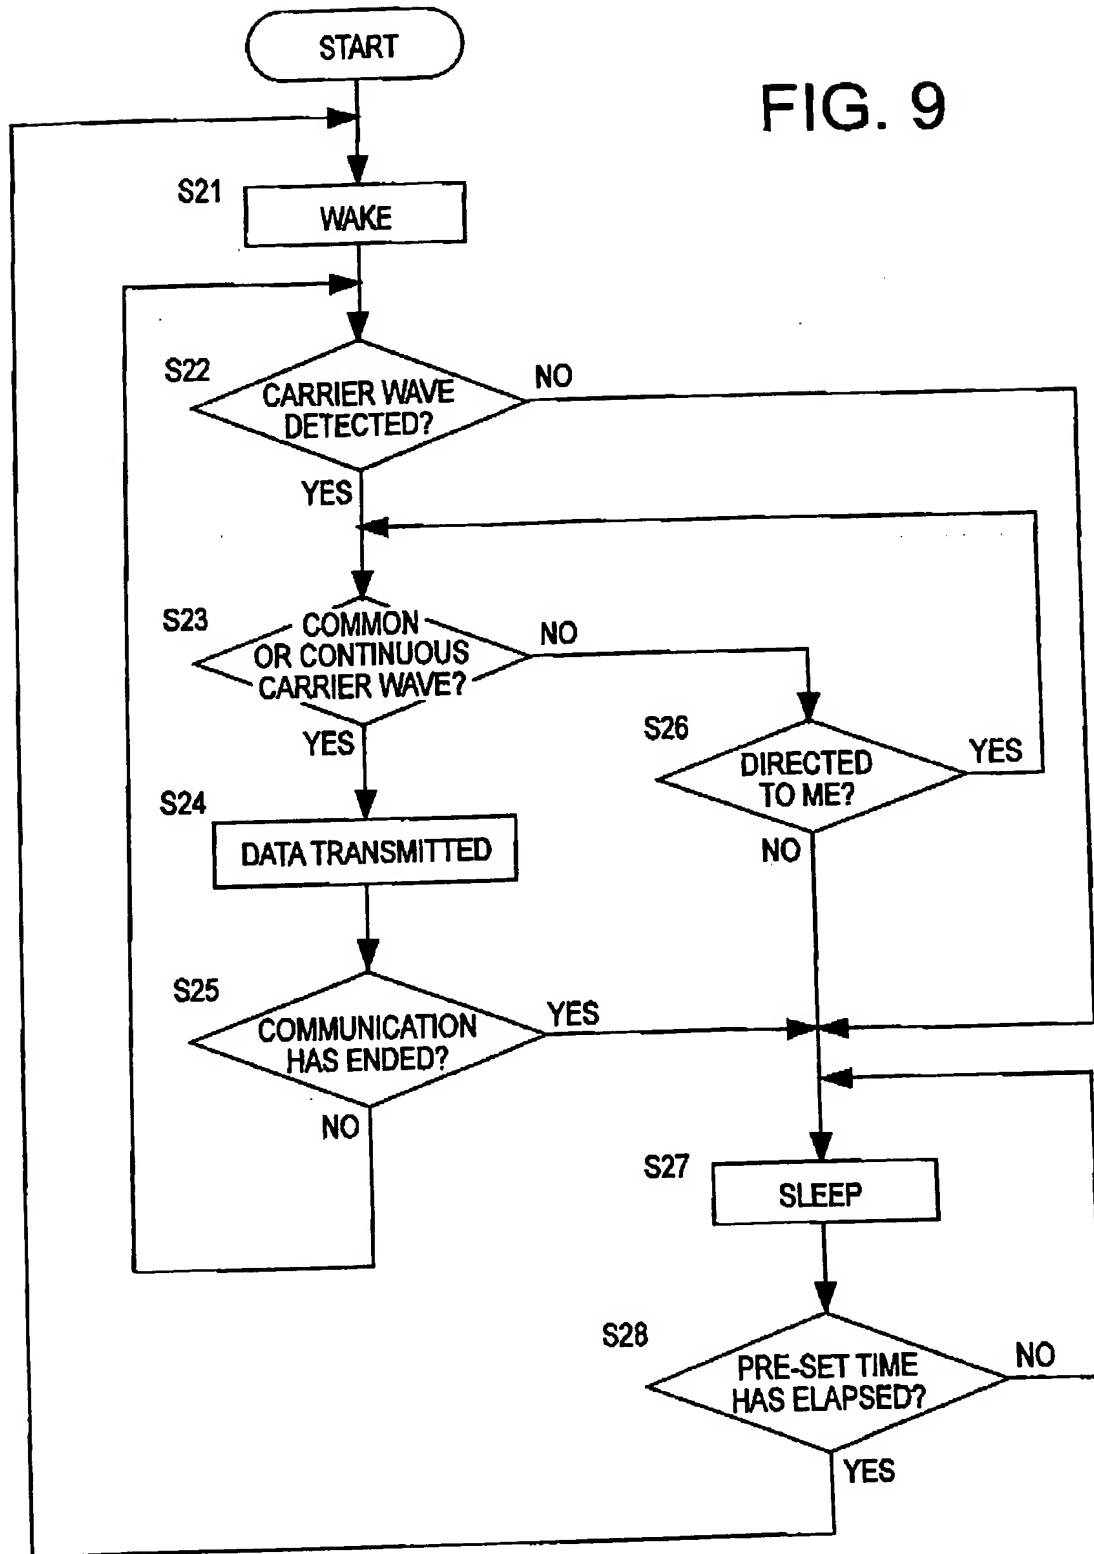 START
FIG. 9
S21
WAKE
S22
CARRIER WAVE
DETECTED?
NO
YES
S23
COMMON
OR CONTINUOUS
CARRIER WAVE?
NO
YES
S26
DIRECTED
TO ME?
YES
NO
S24
DATA TRANSMITTED
S25
COMMUNICATION
HAS ENDED?
YES
NO
S27
SLEEP
S28
PRE-SET TIME
HAS ELAPSED?
NO
YES